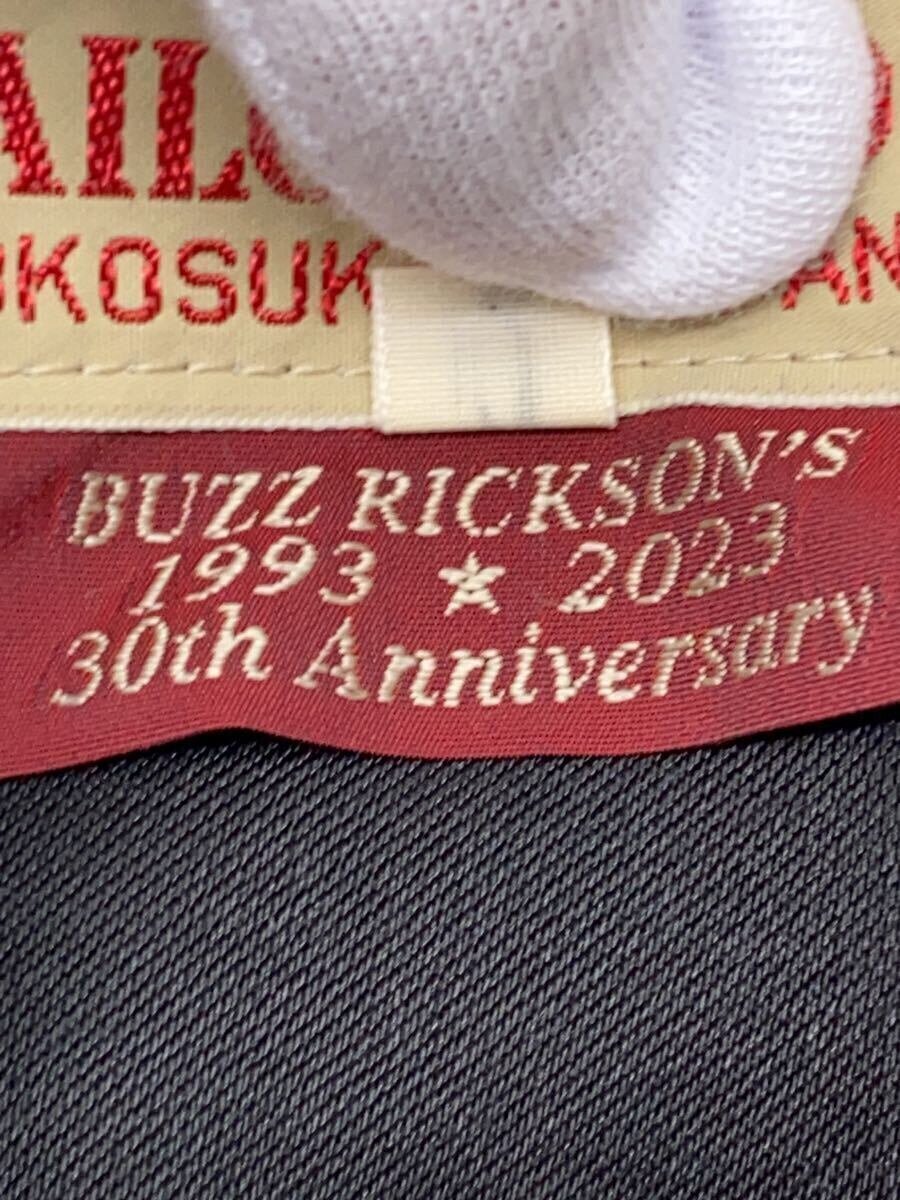 BUZZ RICKSON'S
1993 ★ 2023
30th Anniversary